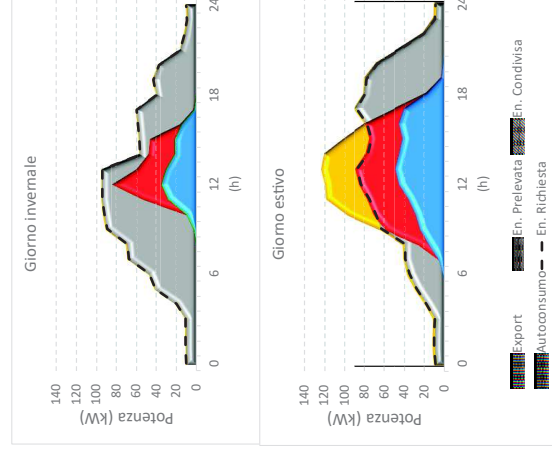 Giorno invernale
140
120
100
80
60
40
20
0
Potenza (kW)
0
6
12
18
24
(h)
Giorno estivo
140
120
100
80
60
40
20
0
Potenza (kW)
0
6
12
18
24
(h)
Export
En. Prelevata
En. Condivisa
Autoconsumo
En. Richiesta